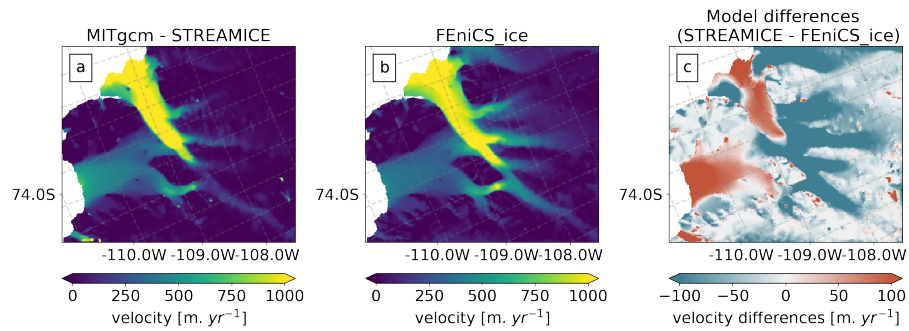 MITgcm - STREAMICE
FEniCS_ice
Model differences
(STREAMICE - FEniCS_ice)
a
b
c
74.0S
74.0S
74.0S
-110.0W -109.0W -108.0W
-110.0W -109.0W -108.0W
-110.0W -109.0W -108.0W
0 250 500 750 1000
0 250 500 750 1000
−100 −50 0 50 100
velocity [m. yr⁻¹]
velocity [m. yr⁻¹]
velocity differences [m. yr⁻¹]